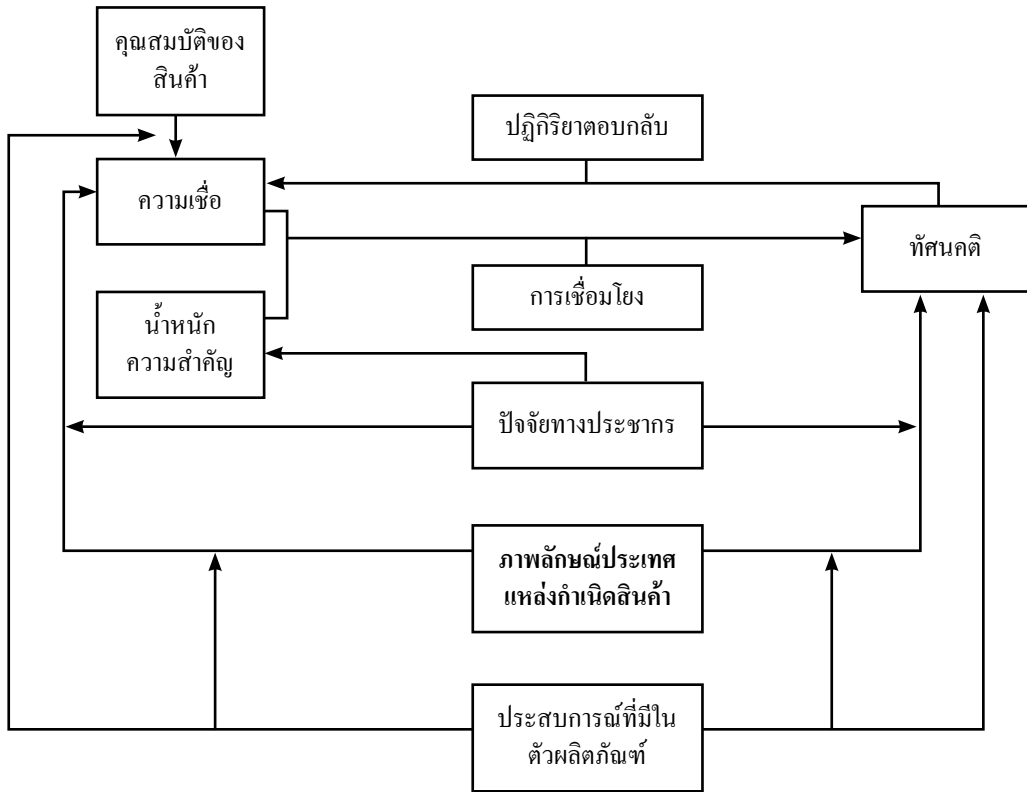 คุณสมบัติของ
สินค้า
ปฏิกิริยาตอบกลับ
ความเชื่อ
ทัศนคติ
การเชื่อมโยง
น้ำหนัก
ความสำคัญ
ปัจจัยทางประชากร
ภาพลักษณ์ประเทศ
แหล่งกำเนิดสินค้า
ประสบการณ์ที่มีใน
ตัวผลิตภัณฑ์